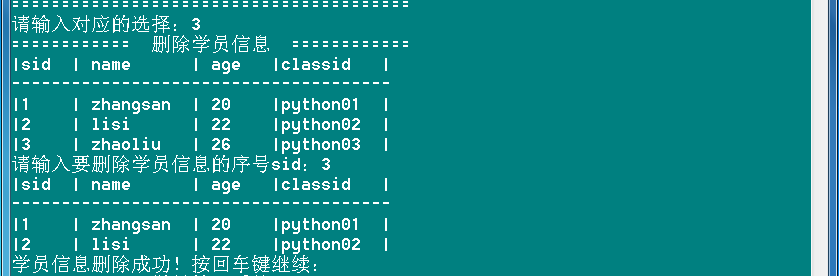 ========================================
请输入对应的选择：3
============ 删除学员信息 ============
|sid  | name      | age   |classid   |
--------------------------------------
|1    | zhangsan  | 20    |python01  |
|2    | lisi      | 22    |python02  |
|3    | zhaoliu   | 26    |python03  |
请输入要删除学员信息的序号sid：3
|sid  | name      | age   |classid   |
--------------------------------------
|1    | zhangsan  | 20    |python01  |
|2    | lisi      | 22    |python02  |
学员信息删除成功！按回车键继续：